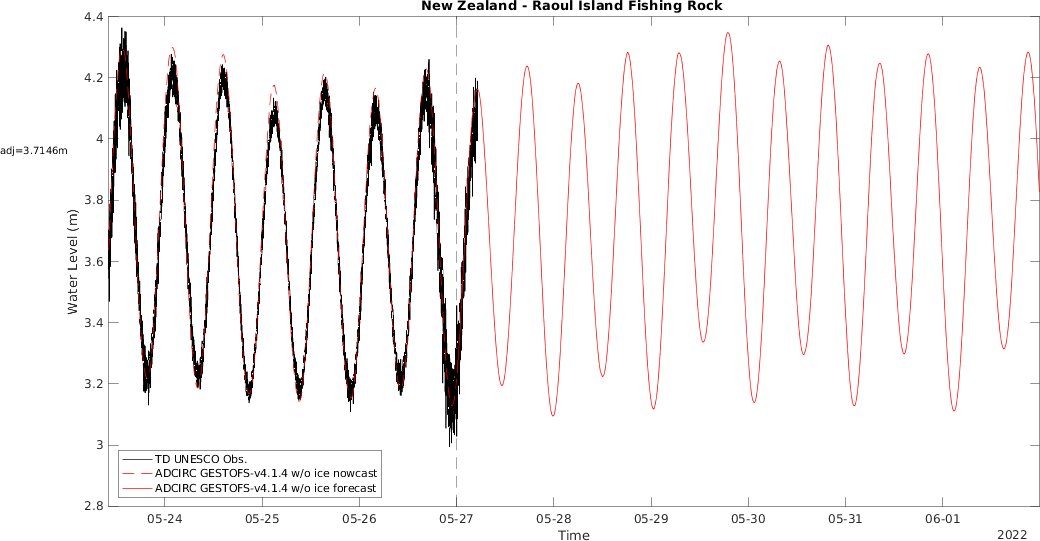 New Zealand - Raoul Island Fishing Rock
4.4
4.2
4
adj=3.7146m
3.8
3.6
3.4
3.2
3
2.8
Water Level (m)
TD UNESCO Obs.
ADCIRC GESTOFS-v4.1.4 w/o ice nowcast
ADCIRC GESTOFS-v4.1.4 w/o ice forecast
05-24 05-25 05-26 05-27 05-28 05-29 05-30 05-31 06-01
Time
2022